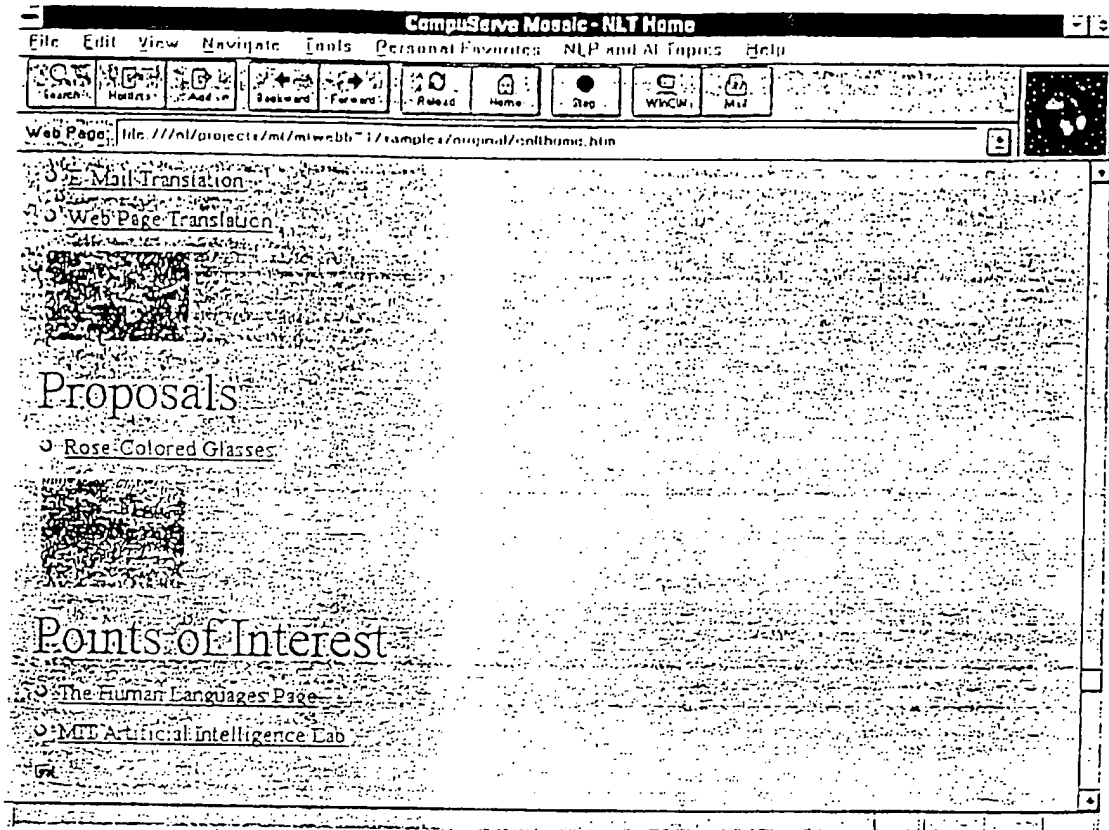 CompuServe Mosaic - NLT Home
File Edit View Navigate Tools Personal Favorites NLP and AI Topics Help
Search Hotlist Add Backward Forward Reload Home Stop WinCIM Mail
Web Page:
E-Mail Translation
Web Page Translation
Proposals
Rose-Colored Glasses
Points of Interest
The Human Languages Page
MIT Artificial Intelligence Lab